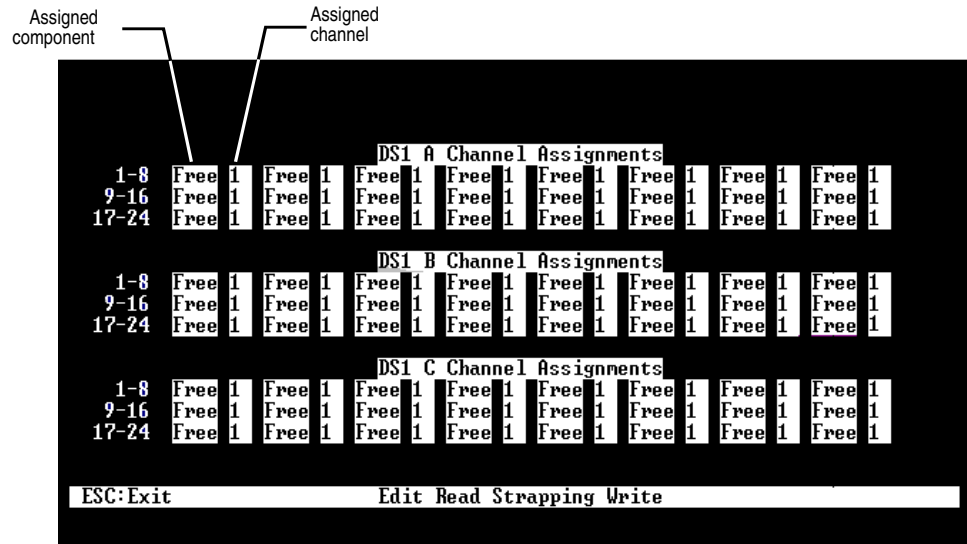 Assigned component
Assigned channel
DS1 A Channel Assignments
1-8 Free 1 Free 1 Free 1 Free 1 Free 1 Free 1 Free 1 Free 1
9-16 Free 1 Free 1 Free 1 Free 1 Free 1 Free 1 Free 1 Free 1
17-24 Free 1 Free 1 Free 1 Free 1 Free 1 Free 1 Free 1 Free 1
DS1 B Channel Assignments
1-8 Free 1 Free 1 Free 1 Free 1 Free 1 Free 1 Free 1 Free 1
9-16 Free 1 Free 1 Free 1 Free 1 Free 1 Free 1 Free 1 Free 1
17-24 Free 1 Free 1 Free 1 Free 1 Free 1 Free 1 Free 1 Free 1
DS1 C Channel Assignments
1-8 Free 1 Free 1 Free 1 Free 1 Free 1 Free 1 Free 1 Free 1
9-16 Free 1 Free 1 Free 1 Free 1 Free 1 Free 1 Free 1 Free 1
17-24 Free 1 Free 1 Free 1 Free 1 Free 1 Free 1 Free 1 Free 1
ESC:Exit Edit Read Strapping Write